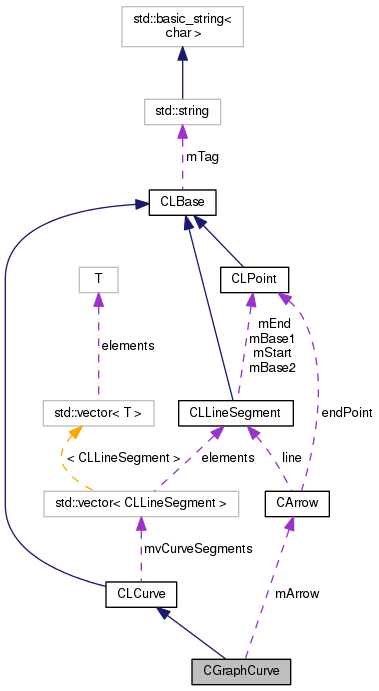 std::basic_string<
char >
std::string
mTag
CLBase
T
CLPoint
mEnd
mBase1
mStart
mBase2
elements
std::vector< T >
CLLineSegment
endPoint
< CLLineSegment >
elements
line
std::vector< CLLineSegment >
CArrow
mvCurveSegments
CLCurve
mArrow
CGraphCurve